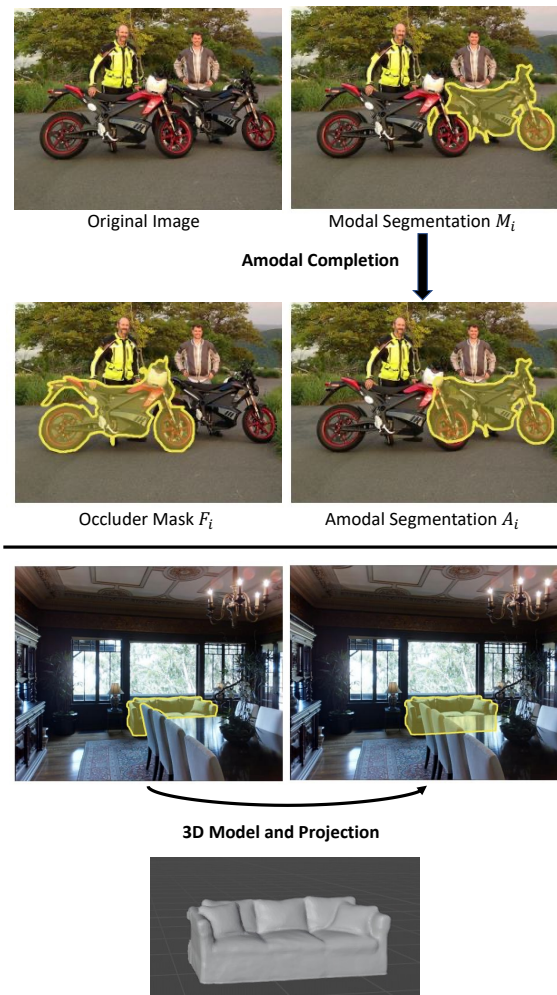 Original Image
Modal Segmentation M_i
Amodal Completion
Occluder Mask F_i
Amodal Segmentation A_i
3D Model and Projection